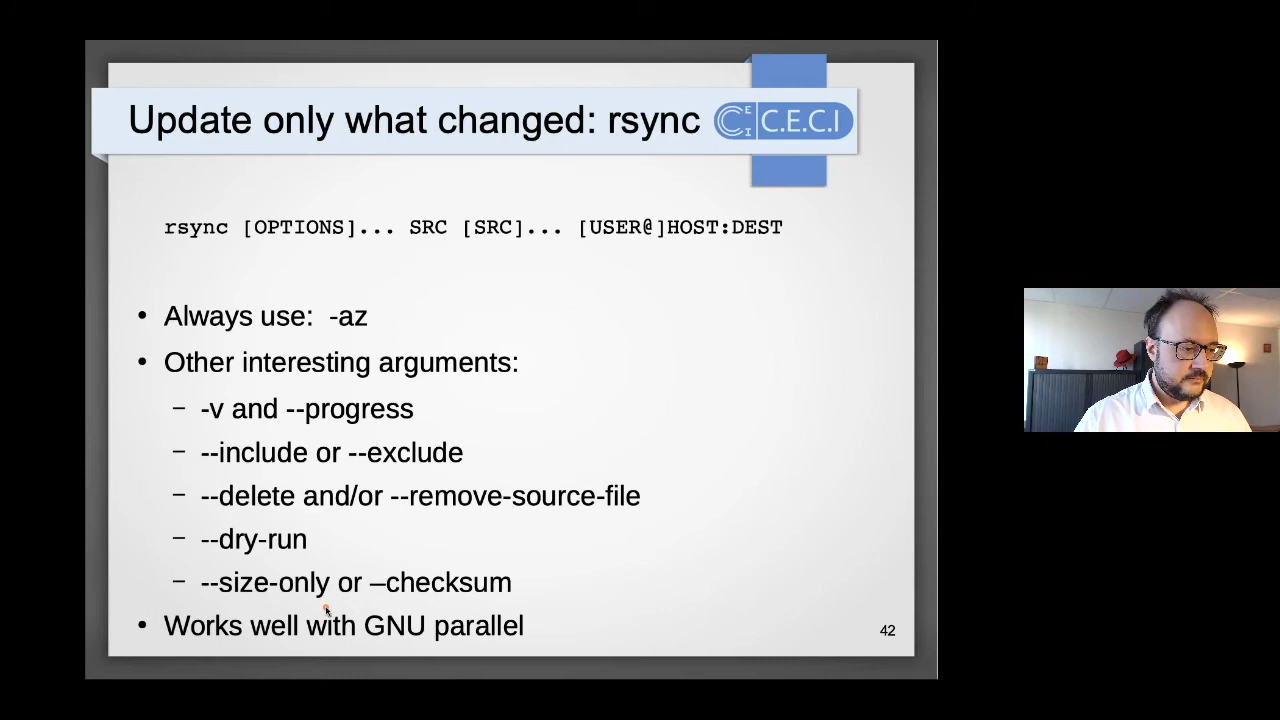 Update only what changed: rsync
C E C I C.E.C.I
rsync [OPTIONS]... SRC [SRC]... [USER@]HOST:DEST
• Always use: -az
• Other interesting arguments:
– -v and --progress
– --include or --exclude
– --delete and/or --remove-source-file
– --dry-run
– --size-only or –checksum
• Works well with GNU parallel
42